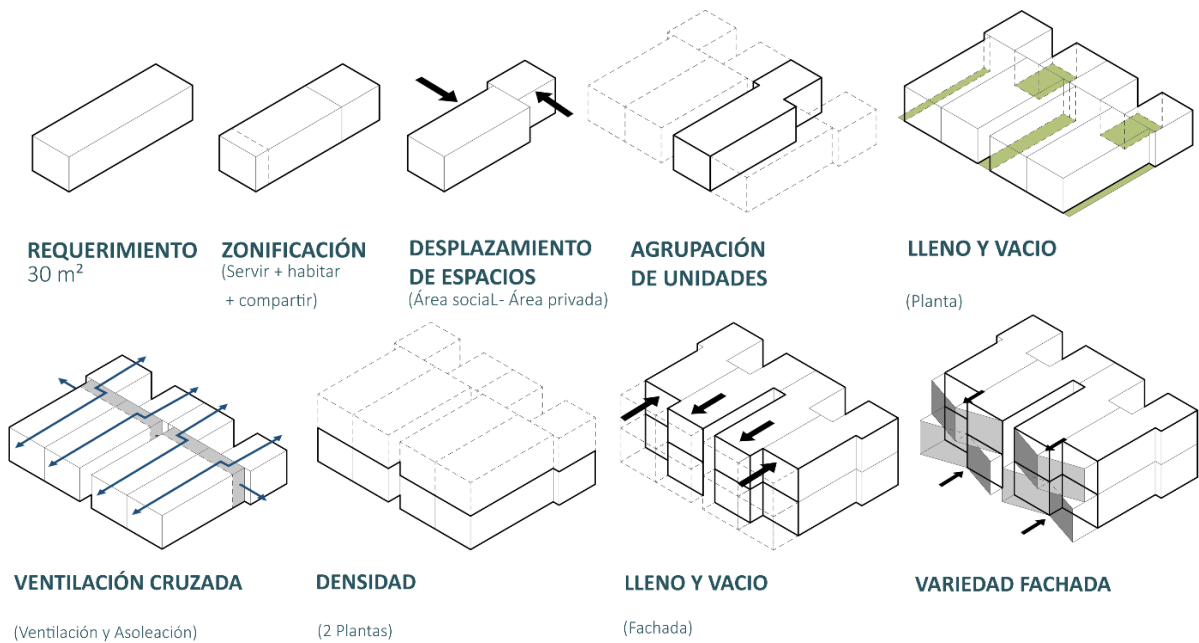 REQUERIMIENTO
30 m²
ZONIFICACIÓN
(Servir + habitar
+ compartir)
DESPLAZAMIENTO
DE ESPACIOS
(Área sociaL- Área privada)
AGRUPACIÓN
DE UNIDADES
LLENO Y VACIO
(Planta)
VENTILACIÓN CRUZADA
(Ventilación y Asoleación)
DENSIDAD
(2 Plantas)
LLENO Y VACIO
(Fachada)
VARIEDAD FACHADA